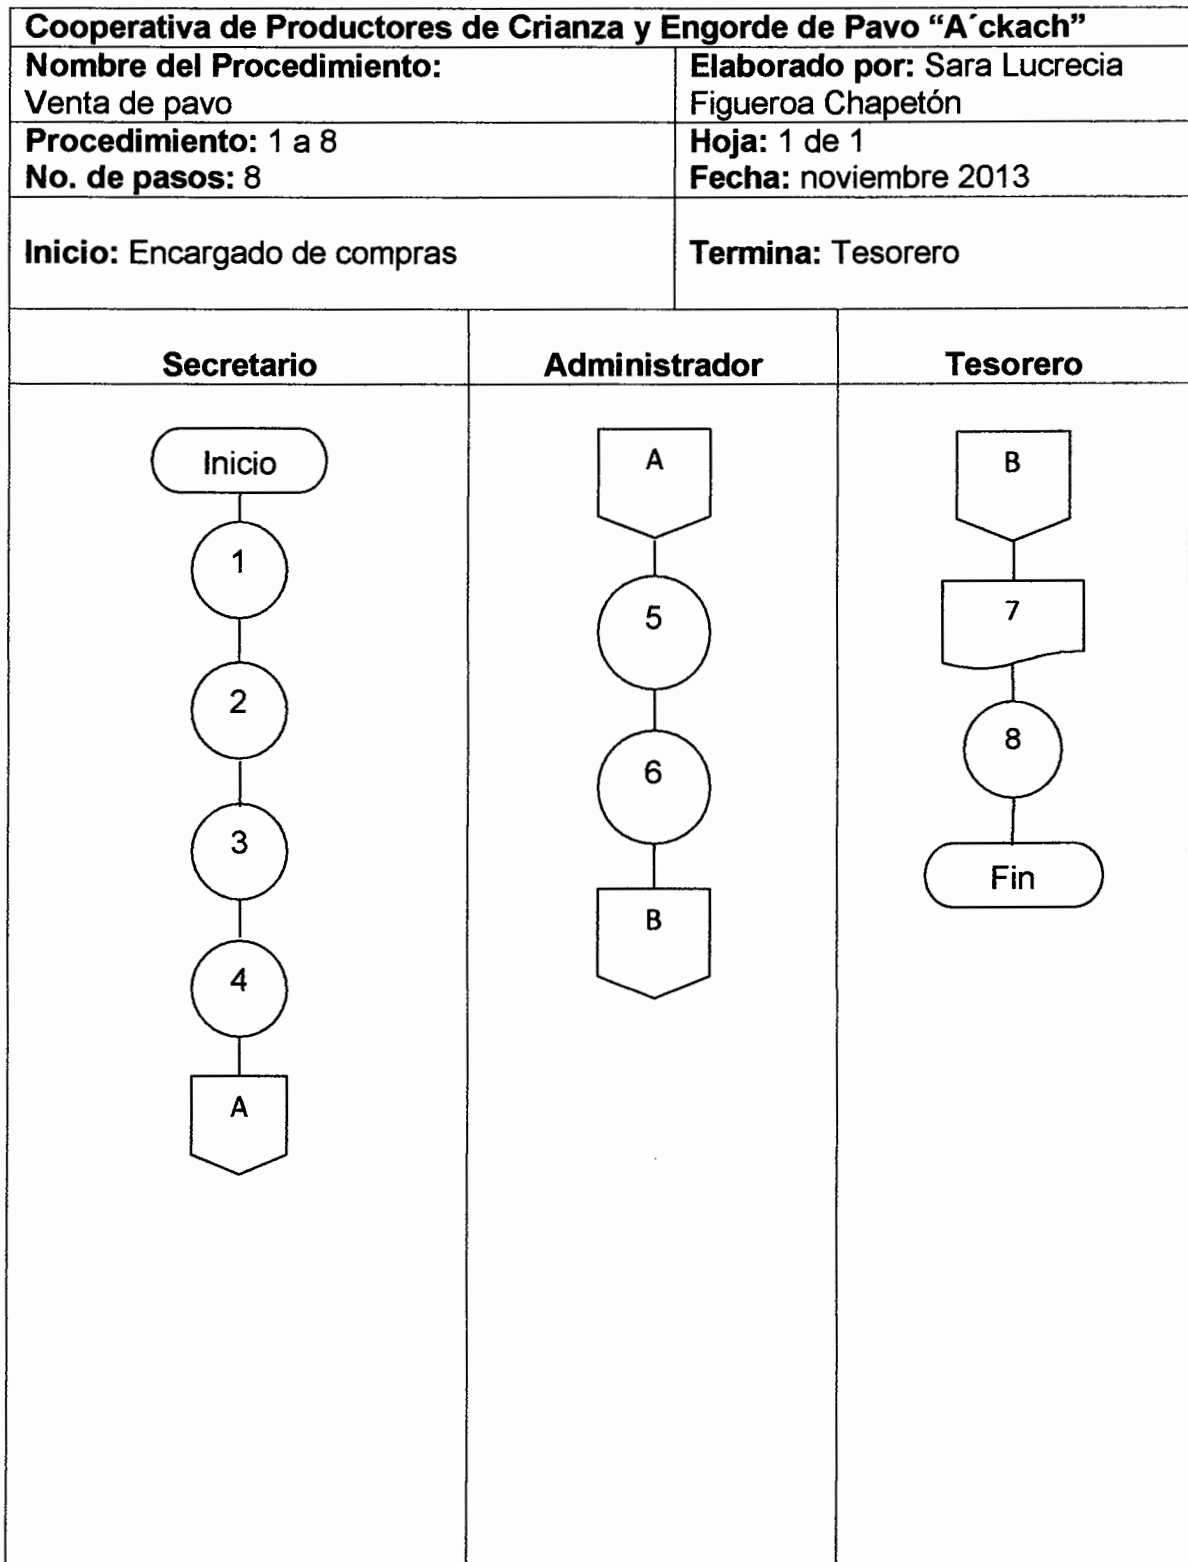 Cooperativa de Productores de Crianza y Engorde de Pavo “A´ckach”
Nombre del Procedimiento:
Venta de pavo
Elaborado por: Sara Lucrecia
Figueroa Chapetón
Procedimiento: 1 a 8
No. de pasos: 8
Hoja: 1 de 1
Fecha: noviembre 2013
Inicio: Encargado de compras
Termina: Tesorero
Secretario
Administrador
Tesorero
Inicio
1
2
3
4
A
A
5
6
B
B
7
8
Fin